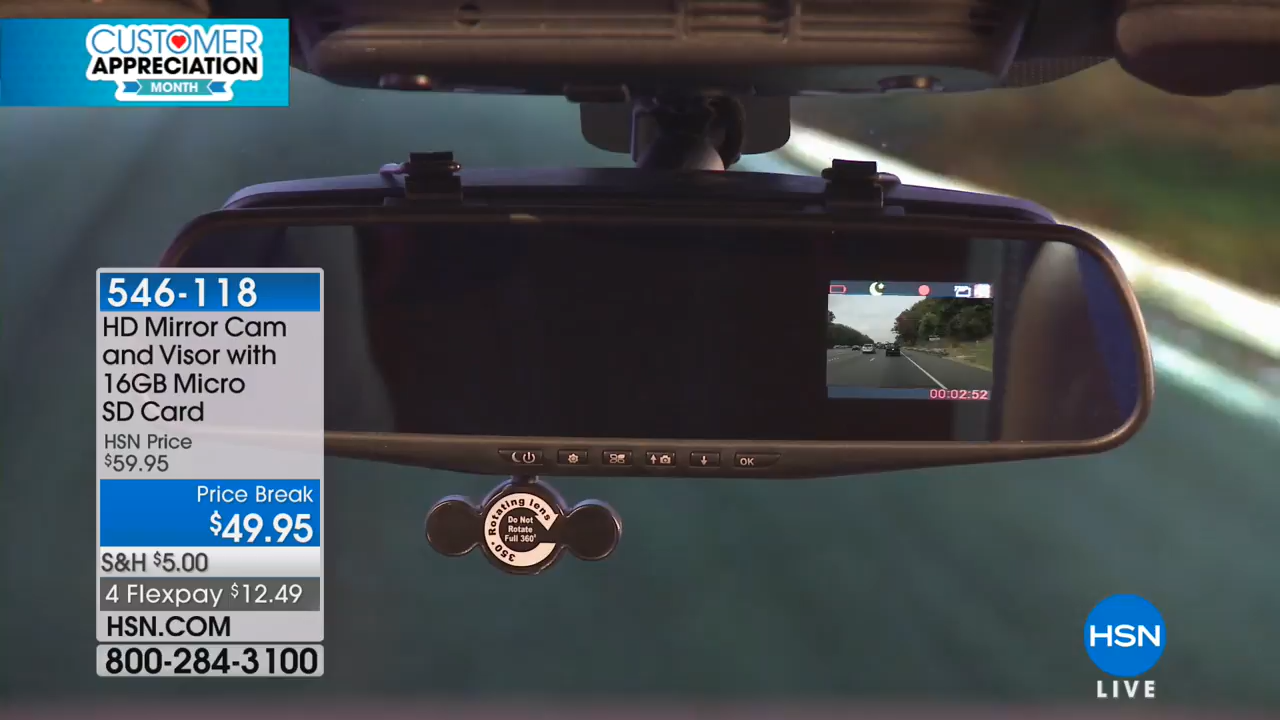 CUSTOMER
APPRECIATION
MONTH
546-118
HD Mirror Cam
and Visor with
16GB Micro
SD Card
HSN Price
$59.95
Price Break
$49.95
S&H $5.00
4 Flexpay $12.49
HSN.COM
800-284-3100
00:02:52
OK
Rotating lens
350°
Do Not
Rotate
Full 360°
HSN
LIVE